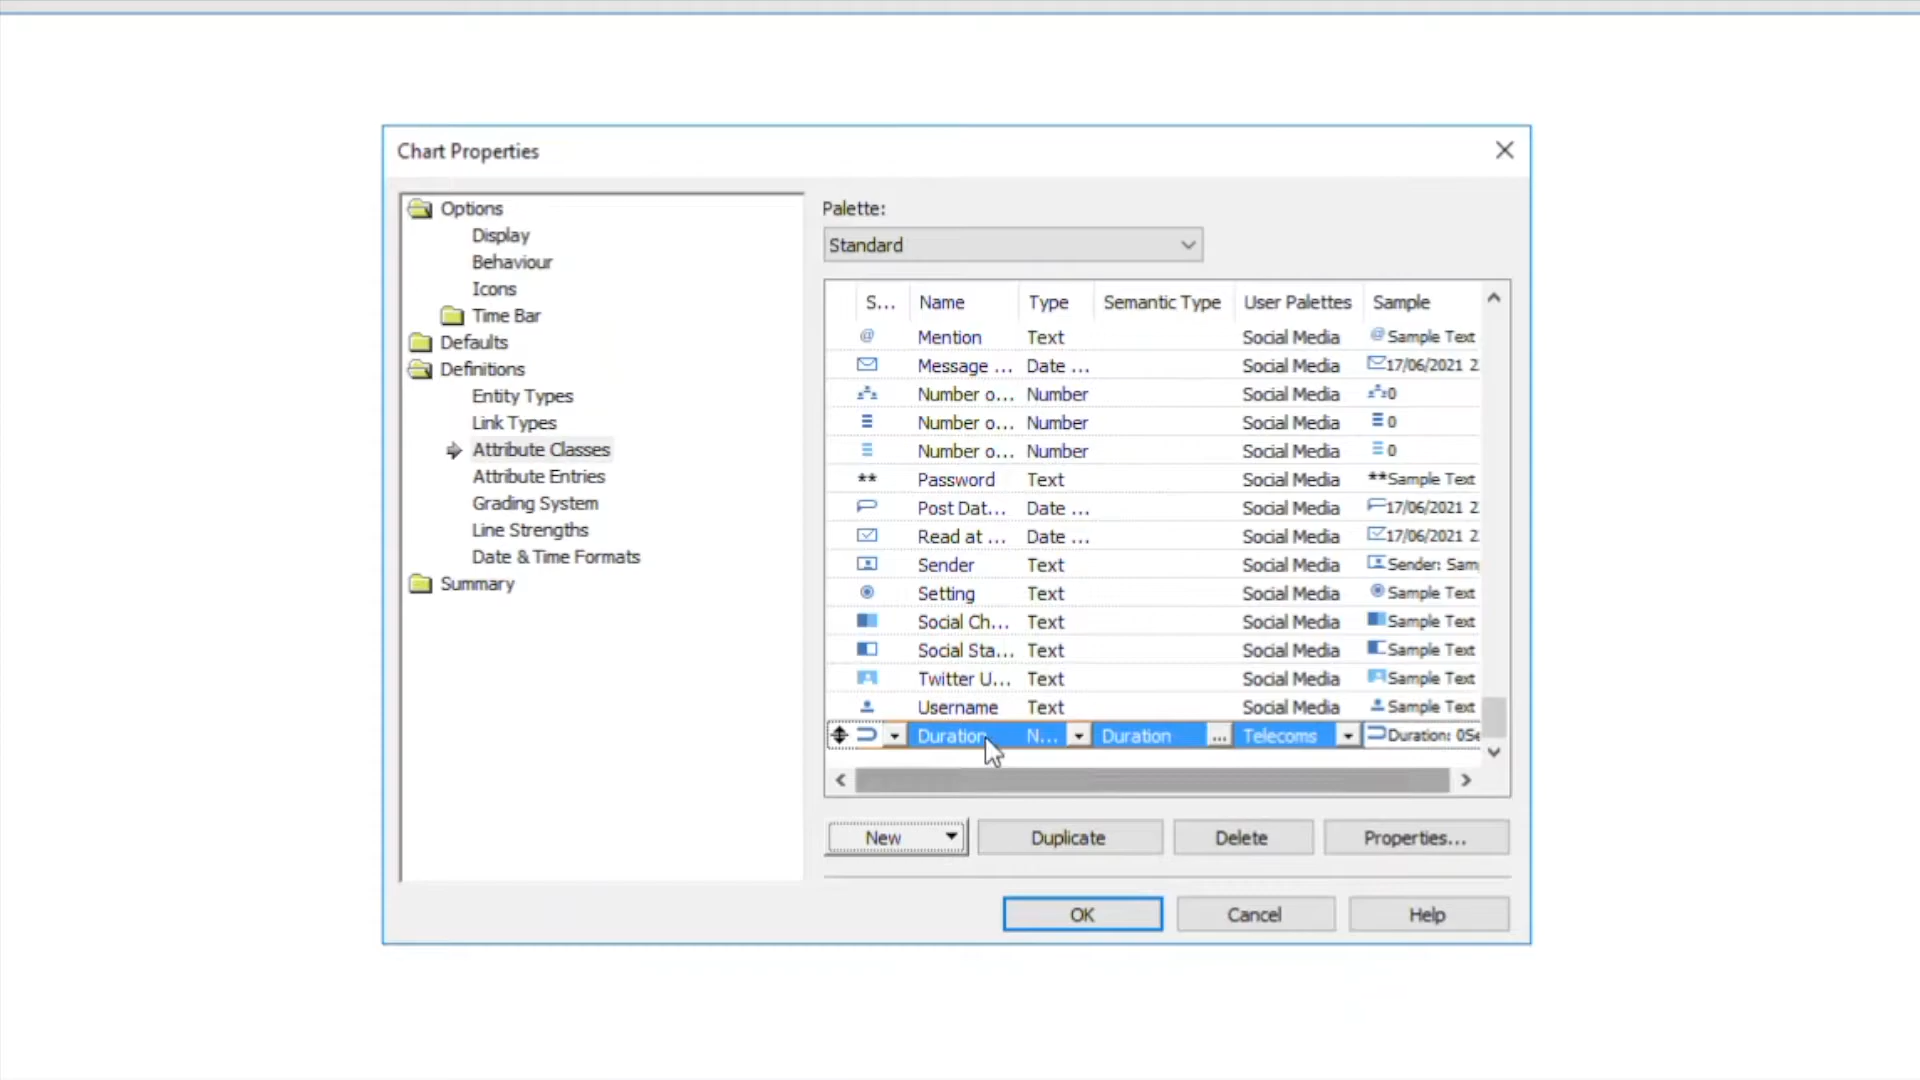 Chart Properties
Options
Display
Behaviour
Icons
Time Bar
Defaults
Definitions
Entity Types
Link Types
Attribute Classes
Attribute Entries
Grading System
Line Strengths
Date & Time Formats
Summary
Palette:
Standard
S... Name Type Semantic Type User Palettes Sample
@ Mention Text Social Media @Sample Text
Message ... Date ... Social Media 17/06/2021 2
Number o... Number Social Media 0
Number o... Number Social Media 0
Number o... Number Social Media 0
** Password Text Social Media **Sample Text
Post Dat... Date ... Social Media 17/06/2021 2
Read at ... Date ... Social Media 17/06/2021 2
Sender Text Social Media Sender: Sam
Setting Text Social Media Sample Text
Social Ch... Text Social Media Sample Text
Social Sta... Text Social Media Sample Text
Twitter U... Text Social Media Sample Text
Username Text Social Media Sample Text
Duration N... Duration ... Telecoms Duration: 0Se
New Duplicate Delete Properties...
OK Cancel Help